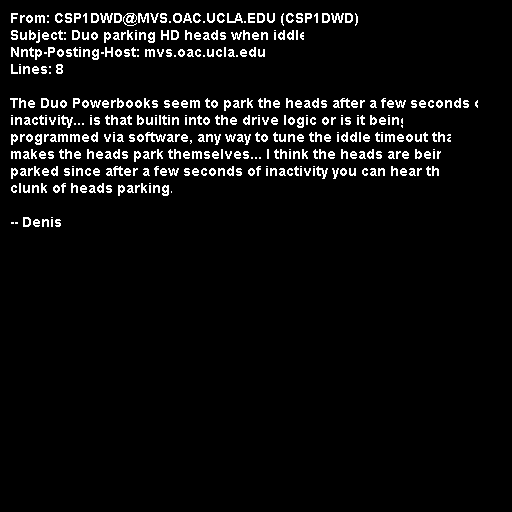 From: CSP1DWD@MVS.OAC.UCLA.EDU (CSP1DWD)
Subject: Duo parking HD heads when iddle
Nntp-Posting-Host: mvs.oac.ucla.edu
Lines: 8

The Duo Powerbooks seem to park the heads after a few seconds
inactivity... is that builtin into the drive logic or is it being
programmed via software, any way to tune the iddle timeout
makes the heads park themselves... I think the heads are
parked since after a few seconds of inactivity you can hear
clunk of heads parking.

-- Denis